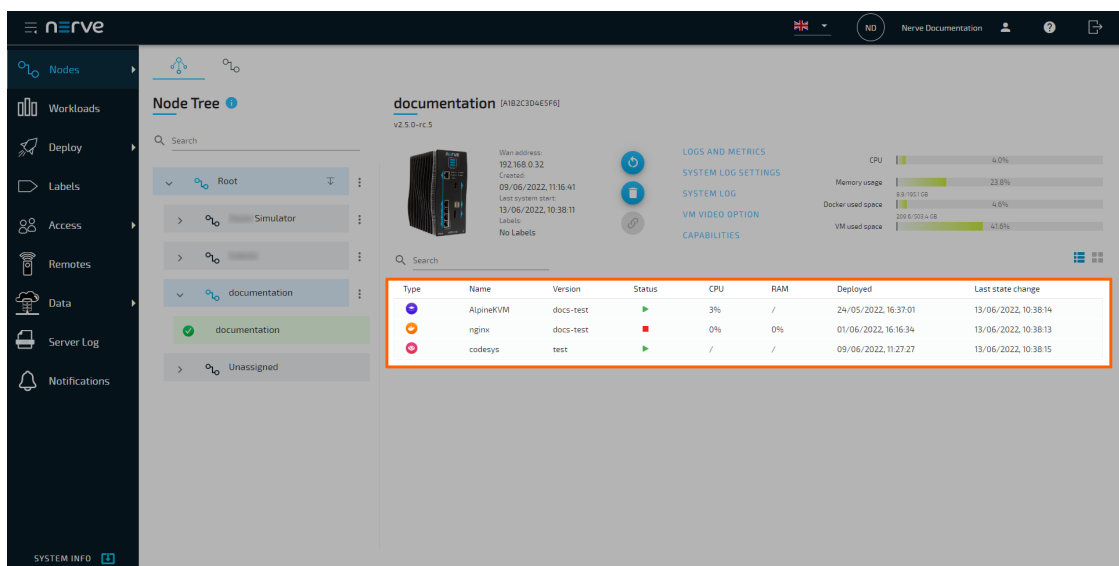 nerve
ND Nerve Documentation
Nodes
Workloads
Deploy
Labels
Access
Remotes
Data
Server Log
Notifications
SYSTEM INFO
Node Tree
Search
Root
Simulator
documentation
documentation
Unassigned
documentation [A1B2C3D4E5F6]
v2.5.0-rc.5
Wan address:
192.168.0.32
Created:
09/06/2022, 11:16:41
Last system start:
13/06/2022, 10:38:11
Labels:
No Labels
LOGS AND METRICS
SYSTEM LOG SETTINGS
SYSTEM LOG
VM VIDEO OPTION
CAPABILITIES
CPU 4.0%
Memory usage 23.8%
Docker used space 4.6%
VM used space 41.6%
Search
Type Name Version Status CPU RAM Deployed Last state change
AlpineKVM docs-test 3% / 24/05/2022, 16:37:01 13/06/2022, 10:38:14
nginx docs-test 0% 0% 01/06/2022, 16:16:34 13/06/2022, 10:38:13
codesys test / / 09/06/2022, 11:27:27 13/06/2022, 10:38:15